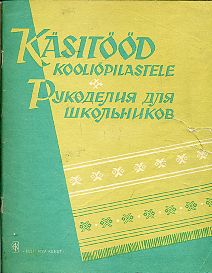 KÄSITÖÖD
KOOLIÕPILASTELE
РУКОДЕЛИЯ ДЛЯ
ШКОЛЬНИКОВ